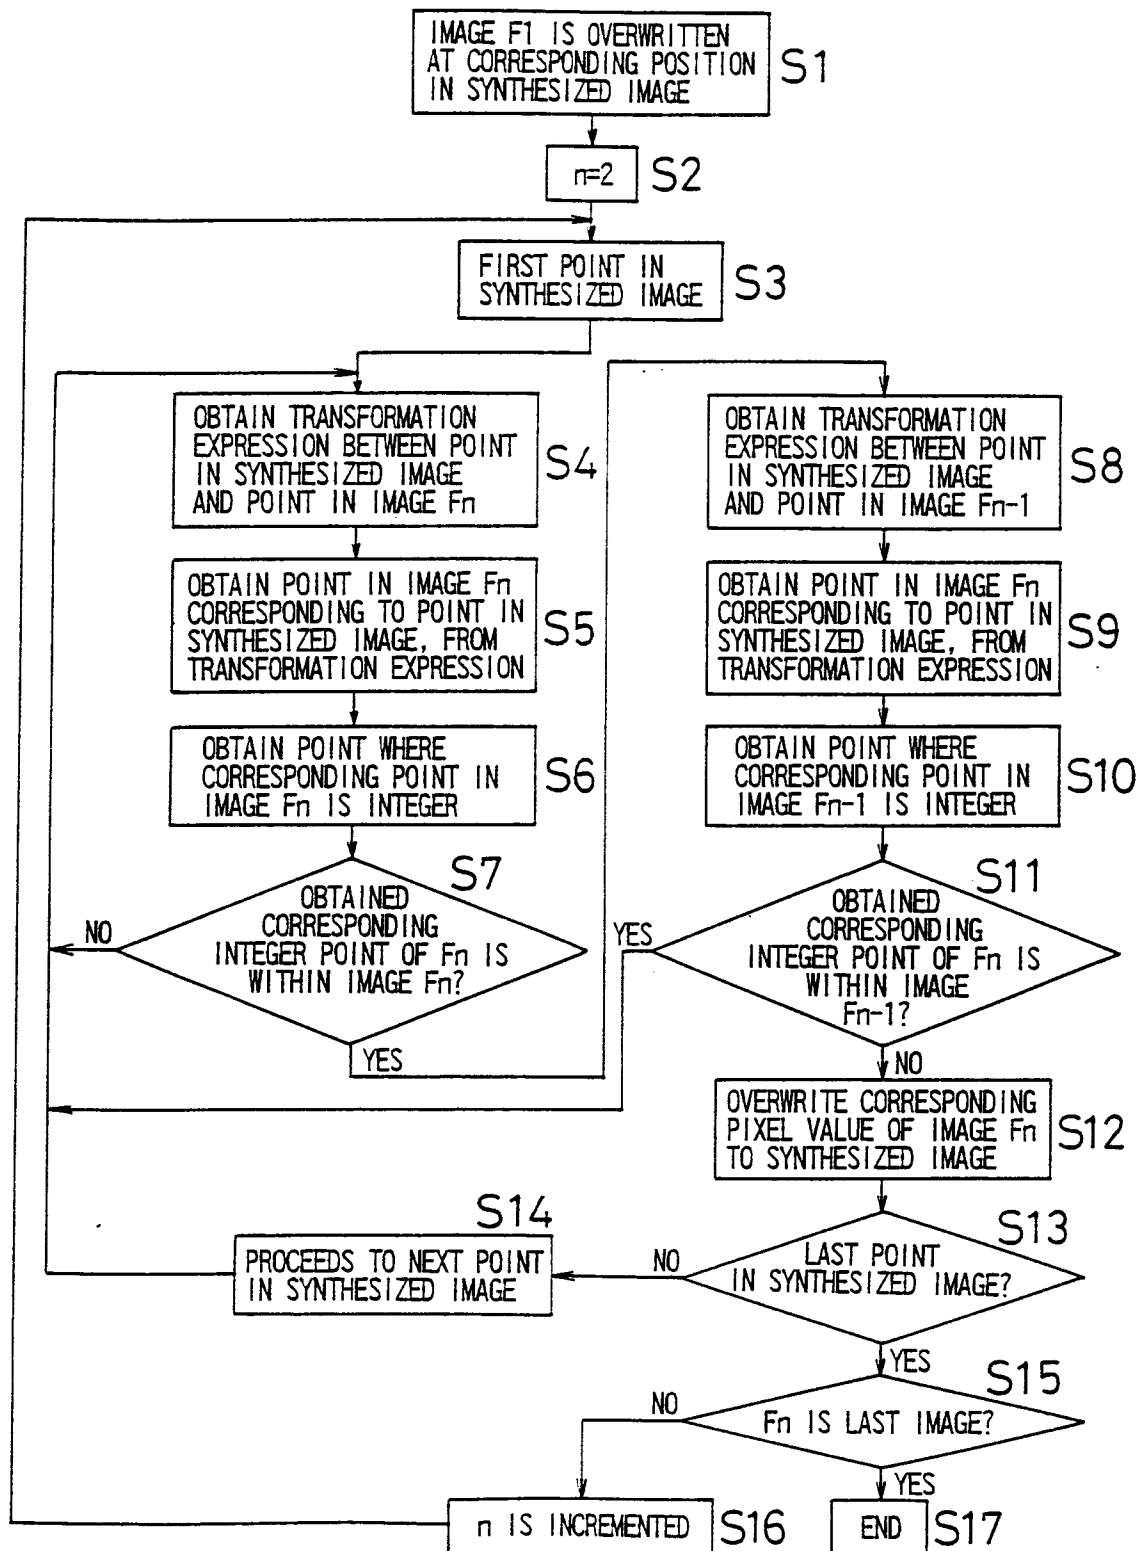 IMAGE F1 IS OVERWRITTEN
AT CORRESPONDING POSITION
IN SYNTHESIZED IMAGE
S1
n=2
S2
FIRST POINT IN
SYNTHESIZED IMAGE
S3
OBTAIN TRANSFORMATION
EXPRESSION BETWEEN POINT
IN SYNTHESIZED IMAGE
AND POINT IN IMAGE Fn
S4
OBTAIN POINT IN IMAGE Fn
CORRESPONDING TO POINT IN
SYNTHESIZED IMAGE, FROM
TRANSFORMATION EXPRESSION
S5
OBTAIN POINT WHERE
CORRESPONDING POINT IN
IMAGE Fn IS INTEGER
S6
S7
OBTAINED
CORRESPONDING
INTEGER POINT OF Fn IS
WITHIN IMAGE Fn?
NO
YES
OBTAIN TRANSFORMATION
EXPRESSION BETWEEN POINT
IN SYNTHESIZED IMAGE
AND POINT IN IMAGE Fn-1
S8
OBTAIN POINT IN IMAGE Fn
CORRESPONDING TO POINT IN
SYNTHESIZED IMAGE, FROM
TRANSFORMATION EXPRESSION
S9
OBTAIN POINT WHERE
CORRESPONDING POINT IN
IMAGE Fn-1 IS INTEGER
S10
S11
OBTAINED
CORRESPONDING
INTEGER POINT OF Fn IS
WITHIN IMAGE
Fn-1?
YES
NO
OVERWRITE CORRESPONDING
PIXEL VALUE OF IMAGE Fn
TO SYNTHESIZED IMAGE
S12
S13
LAST POINT
IN SYNTHESIZED IMAGE?
NO
YES
S14
PROCEEDS TO NEXT POINT
IN SYNTHESIZED IMAGE
S15
Fn IS LAST IMAGE?
NO
YES
n IS INCREMENTED
S16
END
S17